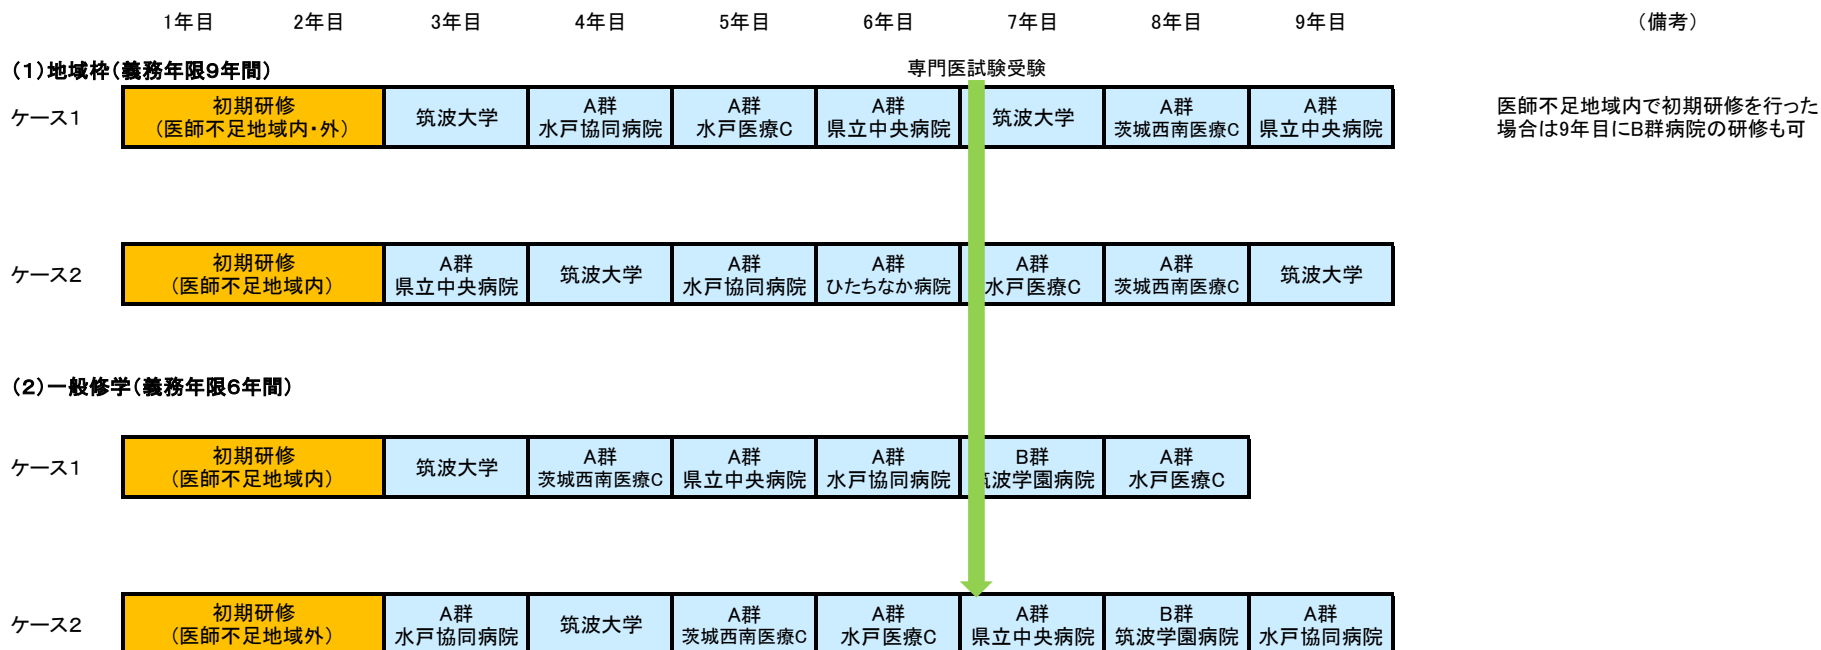 1年目 2年目 3年目 4年目 5年目 6年目 7年目 8年目 9年目 （備考）
（１）地域枠（義務年限９年間）
専門医試験受験
ケース１
初期研修
（医師不足地域内・外）
筑波大学
A群
水戸協同病院
A群
水戸医療C
A群
県立中央病院
筑波大学
A群
茨城西南医療C
A群
県立中央病院
医師不足地域内で初期研修を行った
場合は9年目にB群病院の研修も可
ケース２
初期研修
（医師不足地域内）
A群
県立中央病院
筑波大学
A群
水戸協同病院
A群
ひたちなか病院
A群
水戸医療C
A群
茨城西南医療C
筑波大学
（２）一般修学（義務年限６年間）
ケース１
初期研修
（医師不足地域内）
筑波大学
A群
茨城西南医療C
A群
県立中央病院
A群
水戸協同病院
B群
筑波学園病院
A群
水戸医療C
ケース２
初期研修
（医師不足地域外）
A群
水戸協同病院
筑波大学
A群
茨城西南医療C
A群
水戸医療C
A群
県立中央病院
B群
筑波学園病院
A群
水戸協同病院